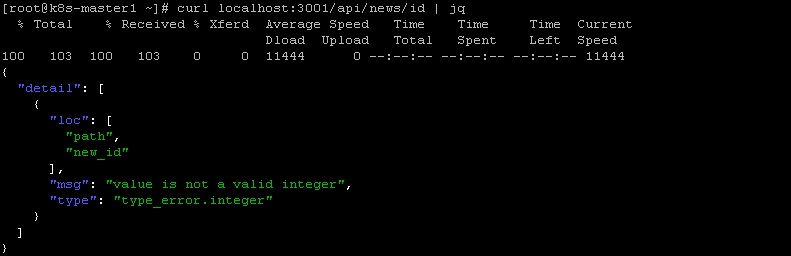 [root@k8s-master1 ~]# curl localhost:3001/api/news/id | jq
  % Total    % Received % Xferd  Average Speed   Time    Time     Time  Current
                                 Dload  Upload   Total   Spent    Left  Speed
100   103  100   103    0     0  11444      0 --:--:-- --:--:-- --:--:-- 11444
{
  "detail": [
    {
      "loc": [
        "path",
        "new_id"
      ],
      "msg": "value is not a valid integer",
      "type": "type_error.integer"
    }
  ]
}